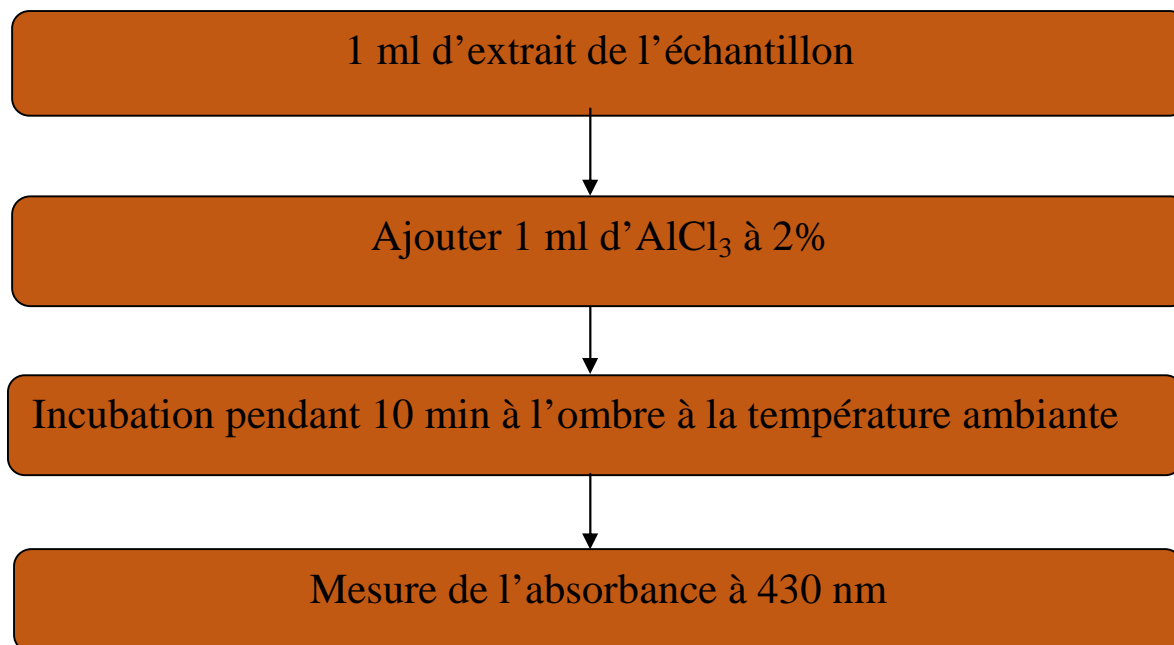 1 ml d’extrait de l’échantillon
Ajouter 1 ml d’AlCl₃ à 2%
Incubation pendant 10 min à l’ombre à la température ambiante
Mesure de l’absorbance à 430 nm